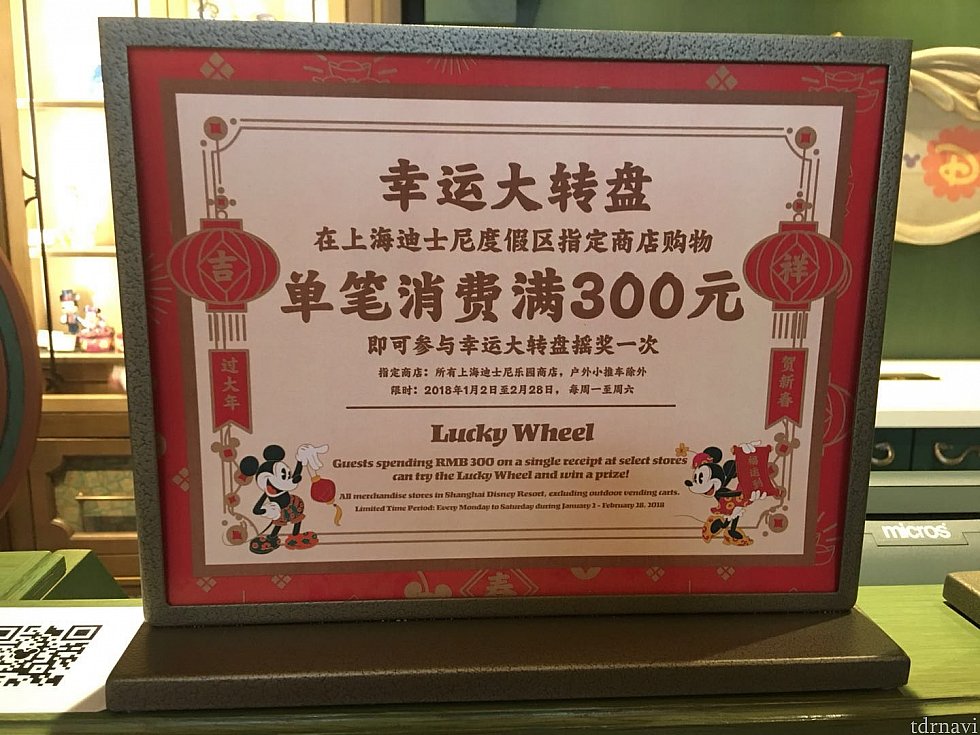 幸运大转盘
在上海迪士尼度假区指定商店购物
单笔消费满300元
即可参与幸运大转盘摇奖一次
指定商店：所有上海迪士尼乐园商店，户外小推车除外
限时：2018年1月2日至2月28日，每周一至周六
吉
祥
过大年
贺新春
Lucky Wheel
Guests spending RMB 300 on a single receipt at select stores
can try the Lucky Wheel and win a prize!
All merchandise stores in Shanghai Disney Resort, excluding outdoor vending carts.
Limited Time Period: Every Monday to Saturday during January 2 - February 28, 2018
春
micros
tdrnavi